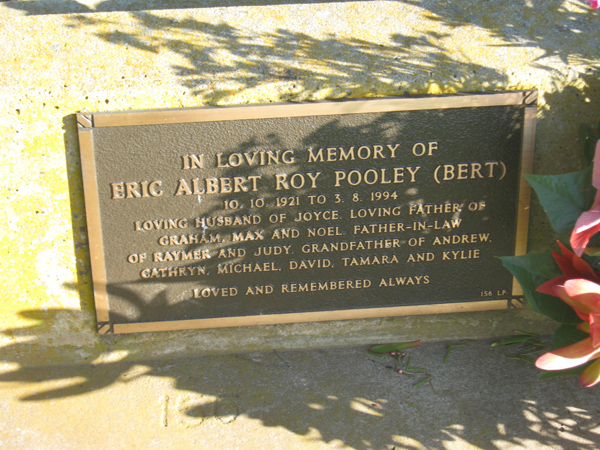 IN LOVING MEMORY OF
ERIC ALBERT ROY POOLEY (BERT)
10. 10. 1921 TO 3. 8. 1994
LOVING HUSBAND OF JOYCE. LOVING FATHER OF
GRAHAM, MAX AND NOEL. FATHER-IN-LAW
OF RAYMER AND JUDY. GRANDFATHER OF ANDREW,
CATHRYN, MICHAEL, DAVID, TAMARA AND KYLIE
LOVED AND REMEMBERED ALWAYS
156 LP
156